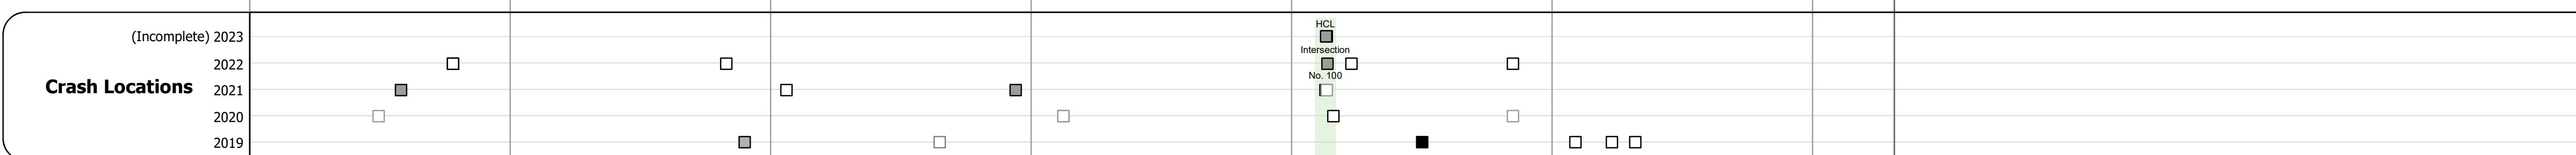 HCL
(Incomplete) 2023
Intersection
2022
No. 100
Crash Locations
2021
2020
2019